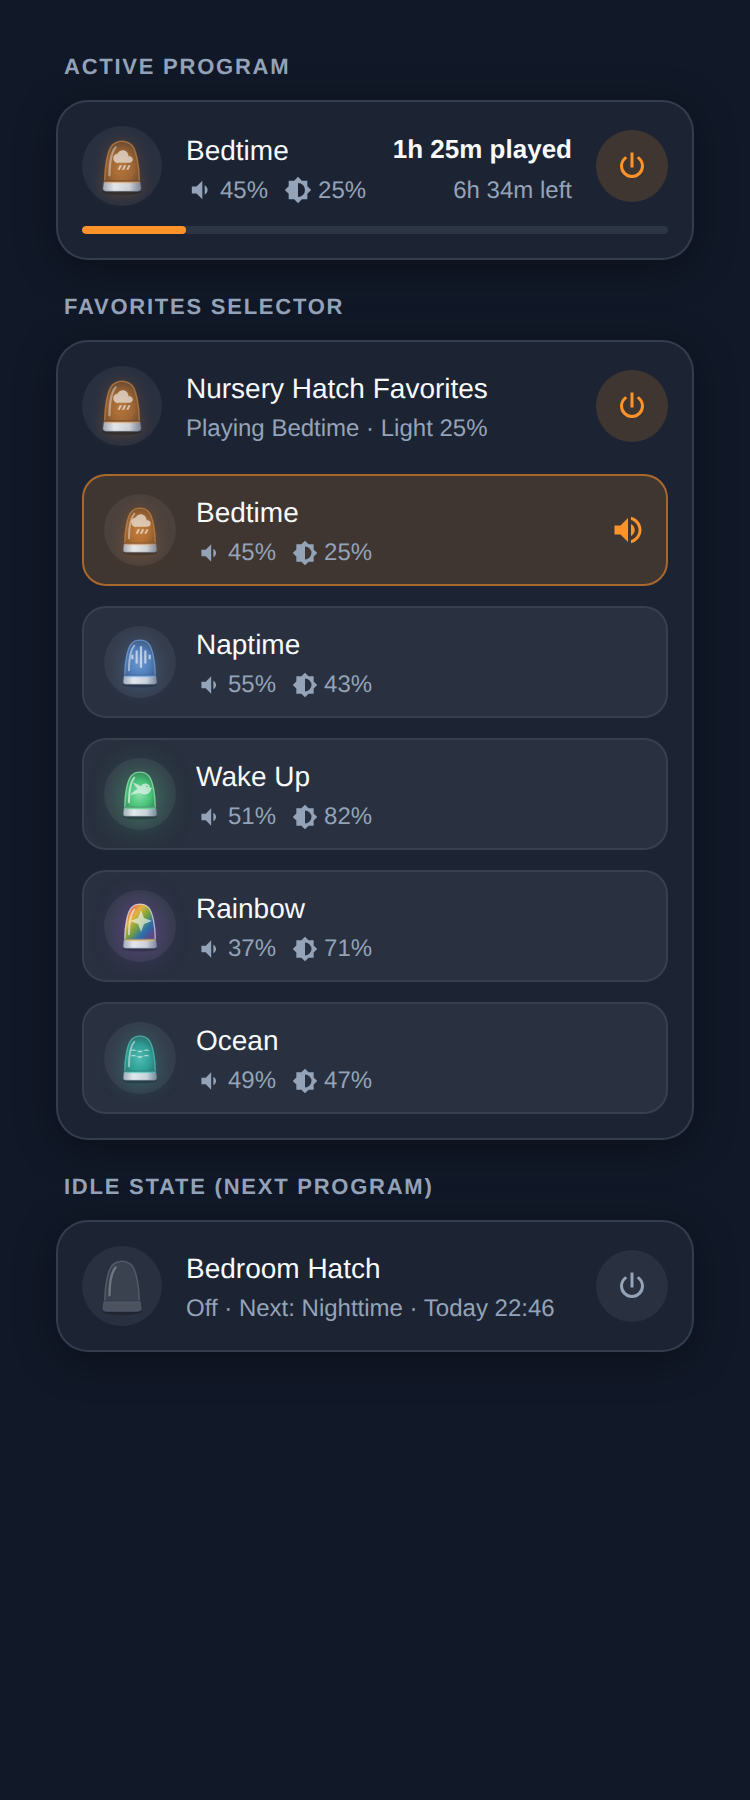 ACTIVE PROGRAM
Bedtime
1h 25m played
45% 25%
6h 34m left
FAVORITES SELECTOR
Nursery Hatch Favorites
Playing Bedtime · Light 25%
Bedtime
45% 25%
Naptime
55% 43%
Wake Up
51% 82%
Rainbow
37% 71%
Ocean
49% 47%
IDLE STATE (NEXT PROGRAM)
Bedroom Hatch
Off · Next: Nighttime · Today 22:46